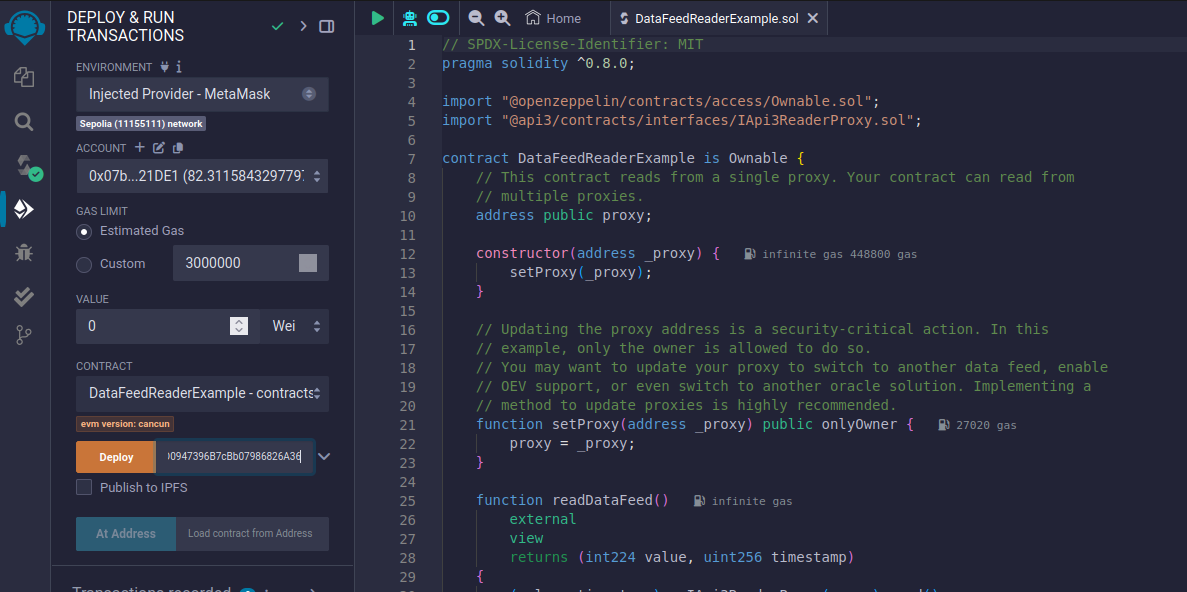 DEPLOY & RUN
TRANSACTIONS
ENVIRONMENT
Injected Provider - MetaMask
Sepolia (11155111) network
ACCOUNT
0x07b...21DE1 (82.3115843297797
GAS LIMIT
Estimated Gas
Custom
3000000
VALUE
0
Wei
CONTRACT
DataFeedReaderExample - contracts
evm version: cancun
Deploy
00947396B7cBb07986826A36
Publish to IPFS
At Address
Load contract from Address
Transactions recorded
Home
DataFeedReaderExample.sol
1 // SPDX-License-Identifier: MIT
2 pragma solidity ^0.8.0;
3
4 import "@openzeppelin/contracts/access/Ownable.sol";
5 import "@api3/contracts/interfaces/IApi3ReaderProxy.sol";
6
7 contract DataFeedReaderExample is Ownable {
8 // This contract reads from a single proxy. Your contract can read from
9 // multiple proxies.
10 address public proxy;
11
12 constructor(address _proxy) { infinite gas 448800 gas
13 setProxy(_proxy);
14 }
15
16 // Updating the proxy address is a security-critical action. In this
17 // example, only the owner is allowed to do so.
18 // You may want to update your proxy to switch to another data feed, enable
19 // OEV support, or even switch to another oracle solution. Implementing a
20 // method to update proxies is highly recommended.
21 function setProxy(address _proxy) public onlyOwner { 27020 gas
22 proxy = _proxy;
23 }
24
25 function readDataFeed() infinite gas
26 external
27 view
28 returns (int224 value, uint256 timestamp)
29 {